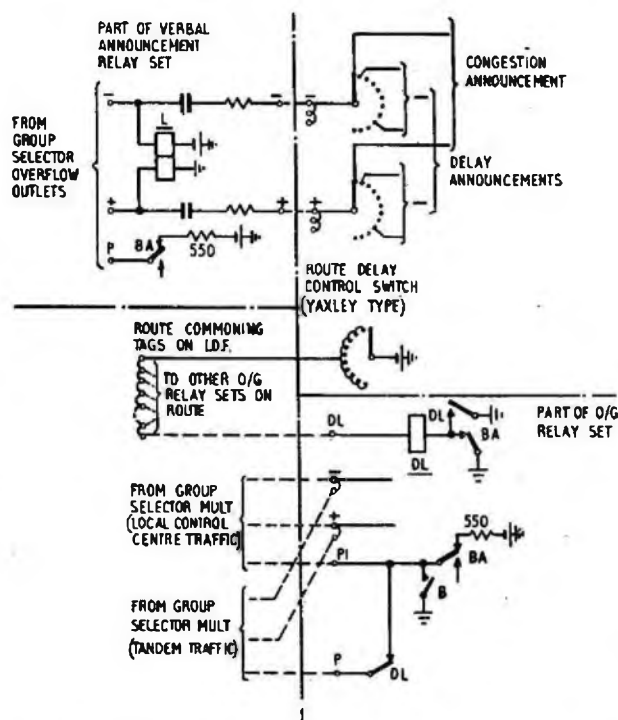 PART OF VERBAL
ANNOUNCEMENT
RELAY SET
CONGESTION
ANNOUNCEMENT
FROM
GROUP
SELECTOR
OVERFLOW
OUTLETS
L
DELAY
ANNOUNCEMENTS
P
BA
550
ROUTE DELAY
CONTROL SWITCH
(YAXLEY TYPE)
ROUTE COMMONING
TAGS ON I.D.F.
TO OTHER O/G
RELAY SETS ON
ROUTE
PART OF O/G
RELAY SET
DL
DL
DL
BA
FROM GROUP
SELECTOR MULT
(LOCAL CONTROL
CENTRE TRAFFIC)
P1
550
BA
B
FROM GROUP
SELECTOR MULT
(TANDEM TRAFFIC)
P
DL